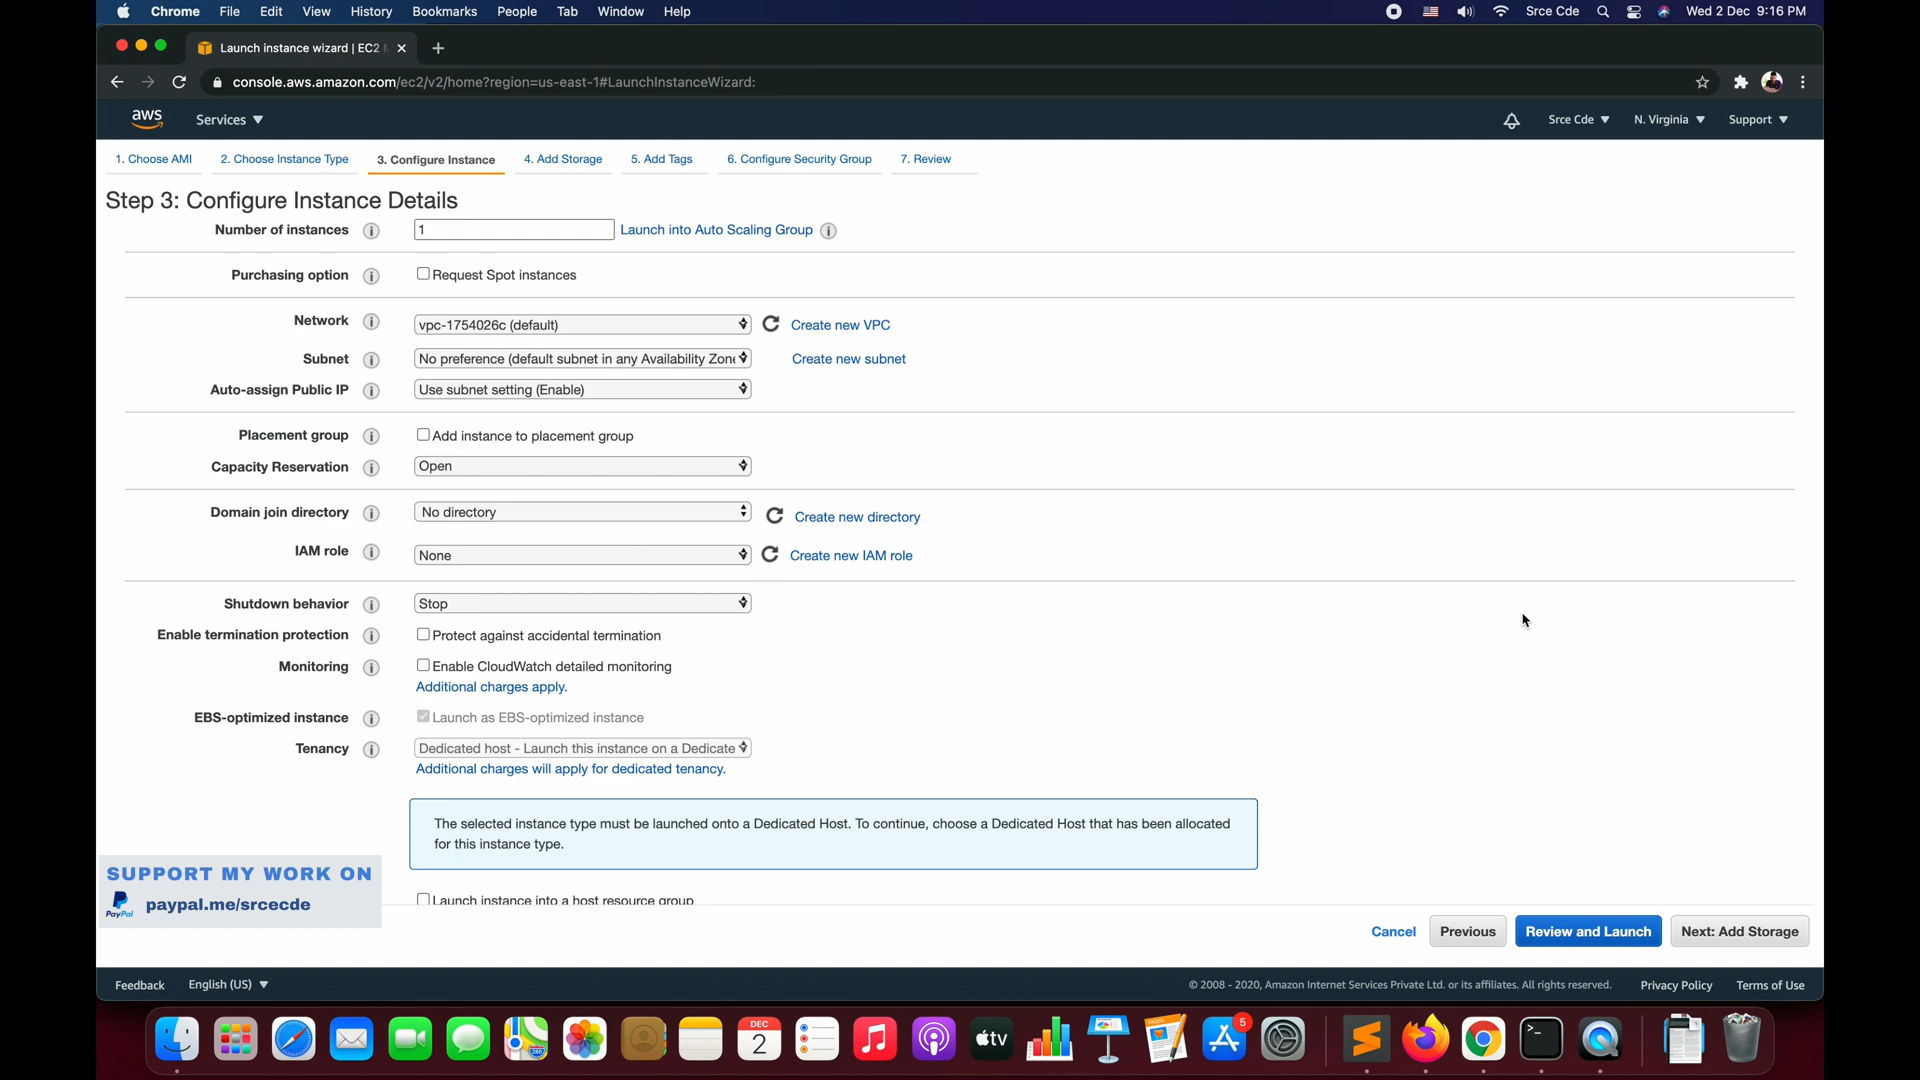 Chrome File Edit View History Bookmarks People Tab Window Help Srce Cde Wed 2 Dec 9:16 PM
Launch instance wizard | EC2
console.aws.amazon.com/ec2/v2/home?region=us-east-1#LaunchInstanceWizard:
aws Services Srce Cde N. Virginia Support
1. Choose AMI 2. Choose Instance Type 3. Configure Instance 4. Add Storage 5. Add Tags 6. Configure Security Group 7. Review
Step 3: Configure Instance Details
Number of instances 1 Launch into Auto Scaling Group
Purchasing option Request Spot instances
Network vpc-1754026c (default) Create new VPC
Subnet No preference (default subnet in any Availability Zone Create new subnet
Auto-assign Public IP Use subnet setting (Enable)
Placement group Add instance to placement group
Capacity Reservation Open
Domain join directory No directory Create new directory
IAM role None Create new IAM role
Shutdown behavior Stop
Enable termination protection Protect against accidental termination
Monitoring Enable CloudWatch detailed monitoring
Additional charges apply.
EBS-optimized instance Launch as EBS-optimized instance
Tenancy Dedicated host - Launch this instance on a Dedicate
Additional charges will apply for dedicated tenancy.
The selected instance type must be launched onto a Dedicated Host. To continue, choose a Dedicated Host that has been allocated
for this instance type.
SUPPORT MY WORK ON
PayPal paypal.me/srcecde
Launch instance into a host resource group
Cancel Previous Review and Launch Next: Add Storage
Feedback English (US) © 2008 - 2020, Amazon Internet Services Private Ltd. or its affiliates. All rights reserved. Privacy Policy Terms of Use
DEC
2
tv
5
280